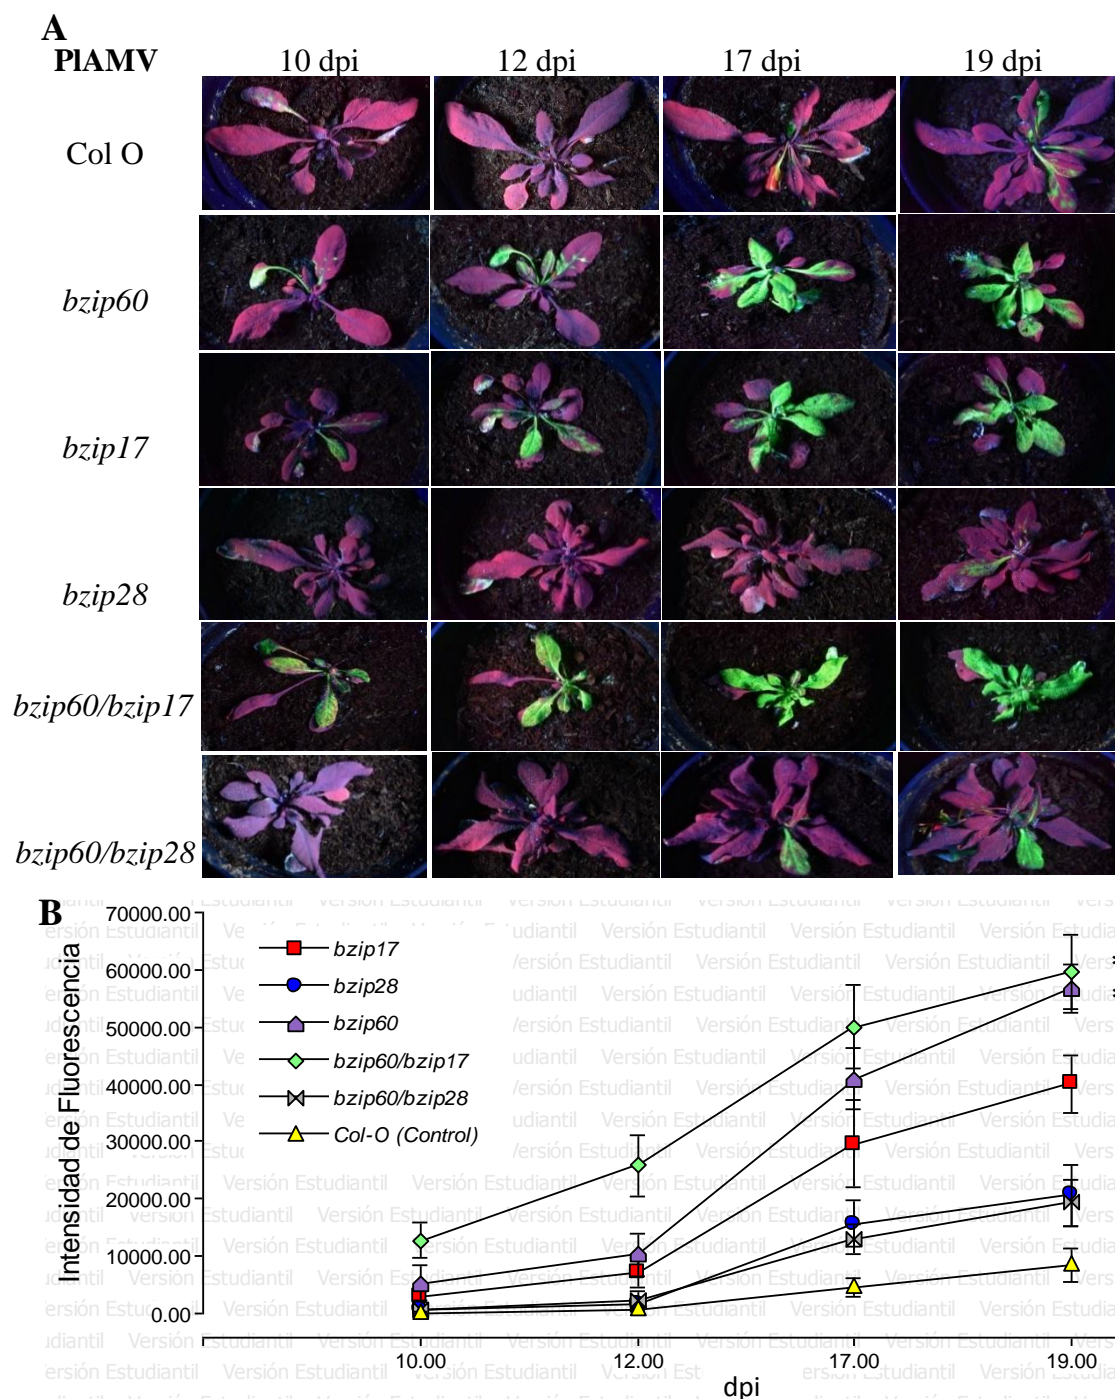 A
PlAMV 10 dpi 12 dpi 17 dpi 19 dpi
Col O
bzip60
bzip17
bzip28
bzip60/bzip17
bzip60/bzip28
B
Intensidad de Fluorescencia
70000.00
60000.00
50000.00
40000.00
30000.00
20000.00
10000.00
0.00
bzip17
bzip28
bzip60
bzip60/bzip17
bzip60/bzip28
Col-O (Control)
10.00 12.00 17.00 19.00
dpi
Versión Estudiantil